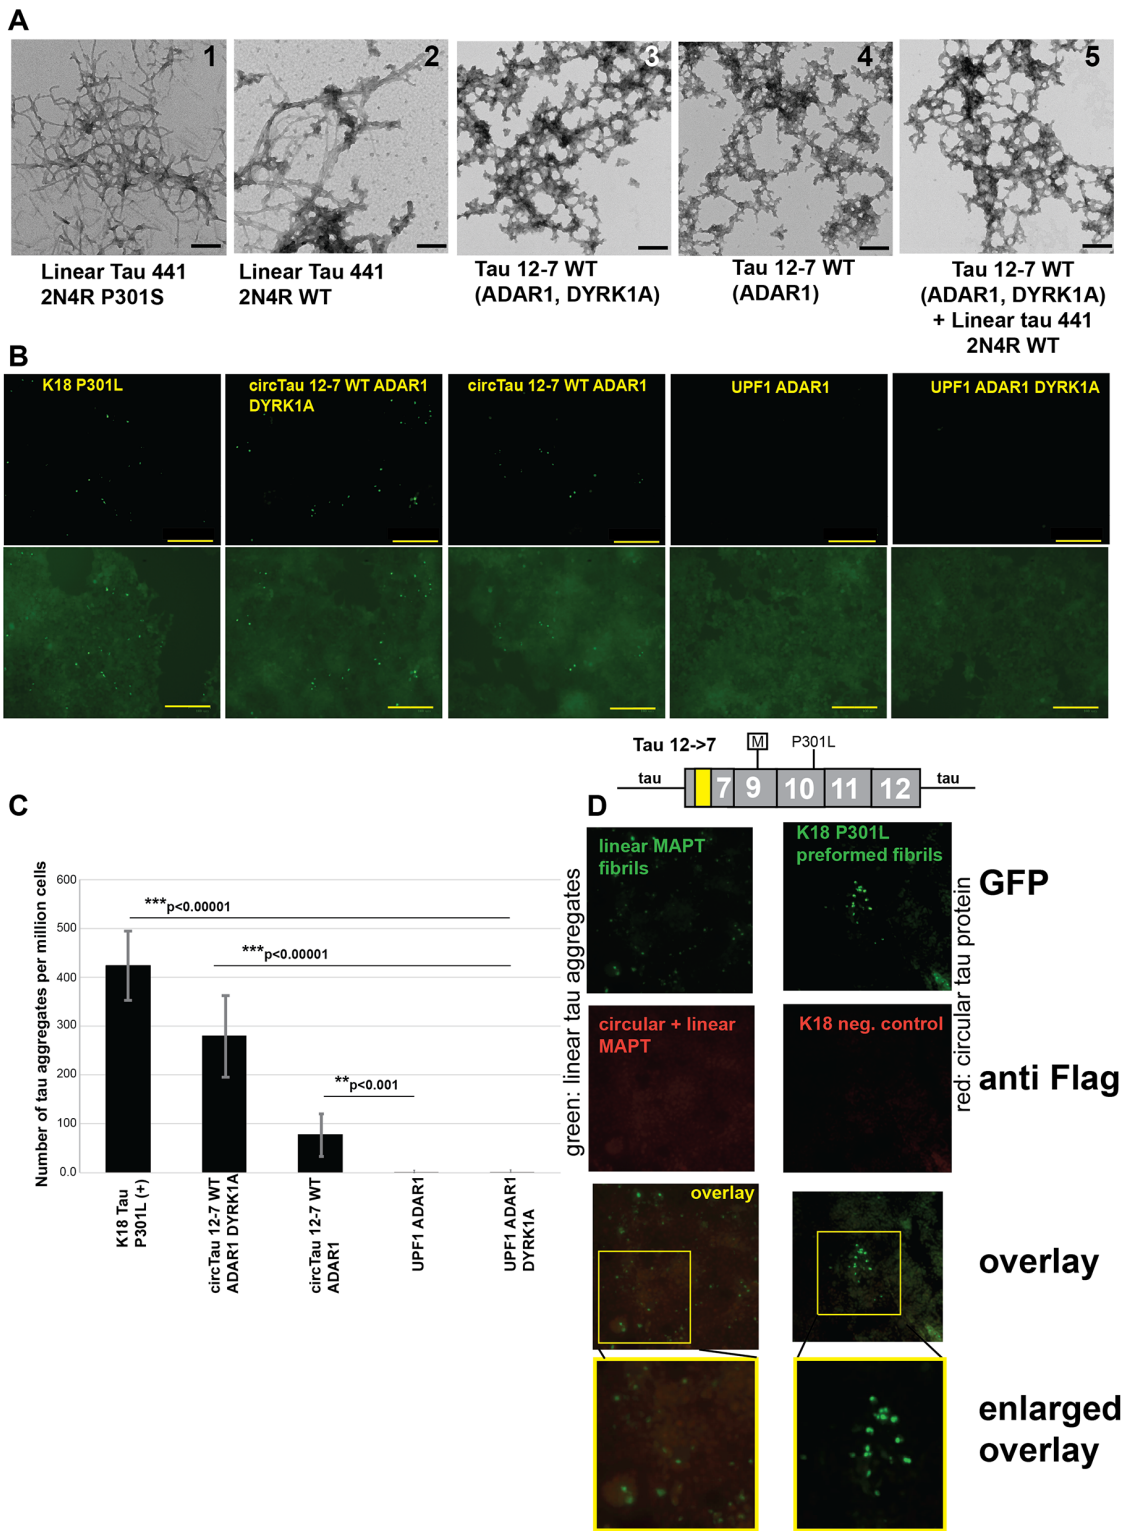 A
1
2
3
4
5
Linear Tau 441
2N4R P301S
Linear Tau 441
2N4R WT
Tau 12-7 WT
(ADAR1, DYRK1A)
Tau 12-7 WT
(ADAR1)
Tau 12-7 WT
(ADAR1, DYRK1A)
+ Linear tau 441
2N4R WT
B
K18 P301L
circTau 12-7 WT ADAR1
DYRK1A
circTau 12-7 WT ADAR1
UPF1 ADAR1
UPF1 ADAR1 DYRK1A
C
Number of tau aggregates per million cells
600
500
400
300
200
100
0.0
***p<0.00001
***p<0.00001
**p<0.001
K18 Tau
P301L (+)
circTau 12-7 WT
ADAR1 DYRK1A
circTau 12-7 WT
ADAR1
UPF1 ADAR1
UPF1 ADAR1
DYRK1A
Tau 12->7
M
P301L
tau
7
9
10
11
12
tau
D
linear MAPT
fibrils
K18 P301L
preformed fibrils
GFP
green: linear tau aggregates
red: circular tau protein
circular + linear
MAPT
K18 neg. control
anti Flag
overlay
overlay
enlarged
overlay